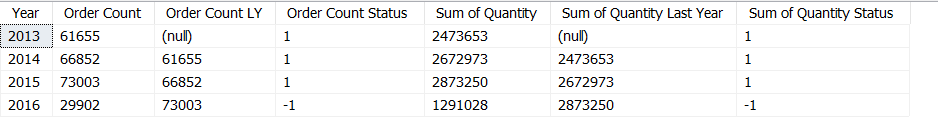 Year Order Count Order Count LY Order Count Status Sum of Quantity Sum of Quantity Last Year Sum of Quantity Status
2013 61655 (null) 1 2473653 (null) 1
2014 66852 61655 1 2672973 2473653 1
2015 73003 66852 1 2873250 2672973 1
2016 29902 73003 -1 1291028 2873250 -1